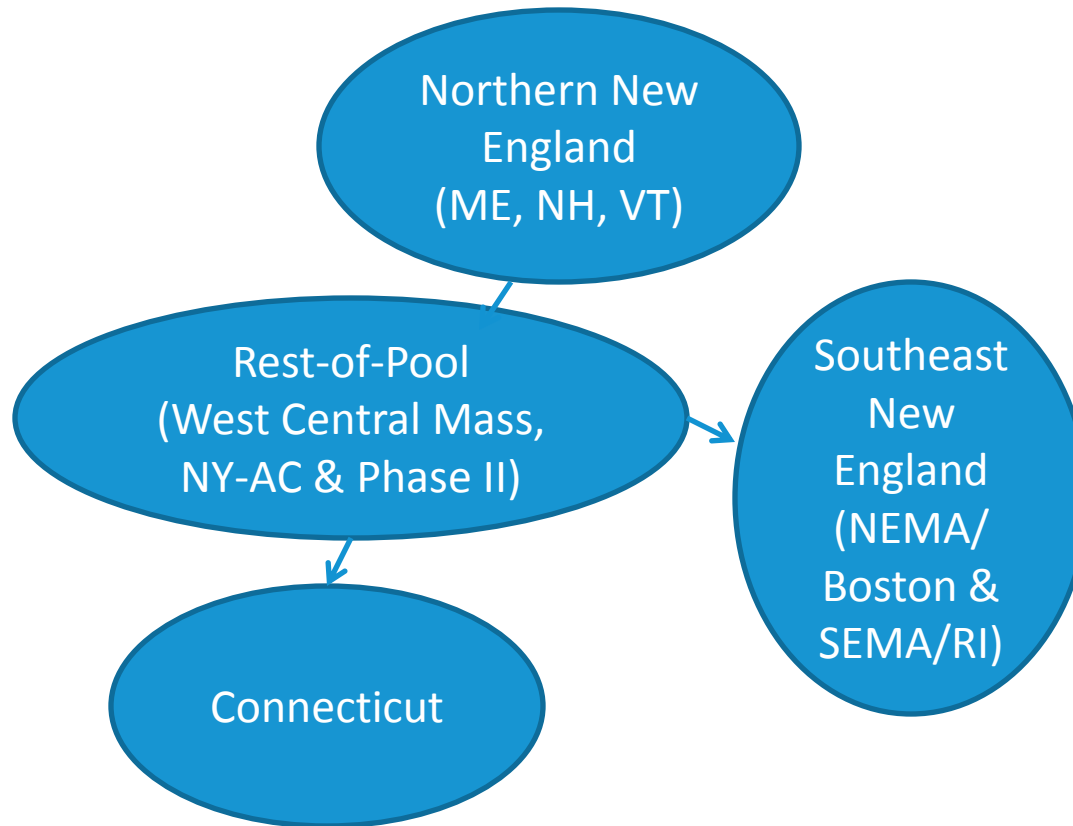 Northern New
England
(ME, NH, VT)
Rest-of-Pool
(West Central Mass,
NY-AC & Phase II)
Southeast
New
England
(NEMA/
Boston &
SEMA/RI)
Connecticut